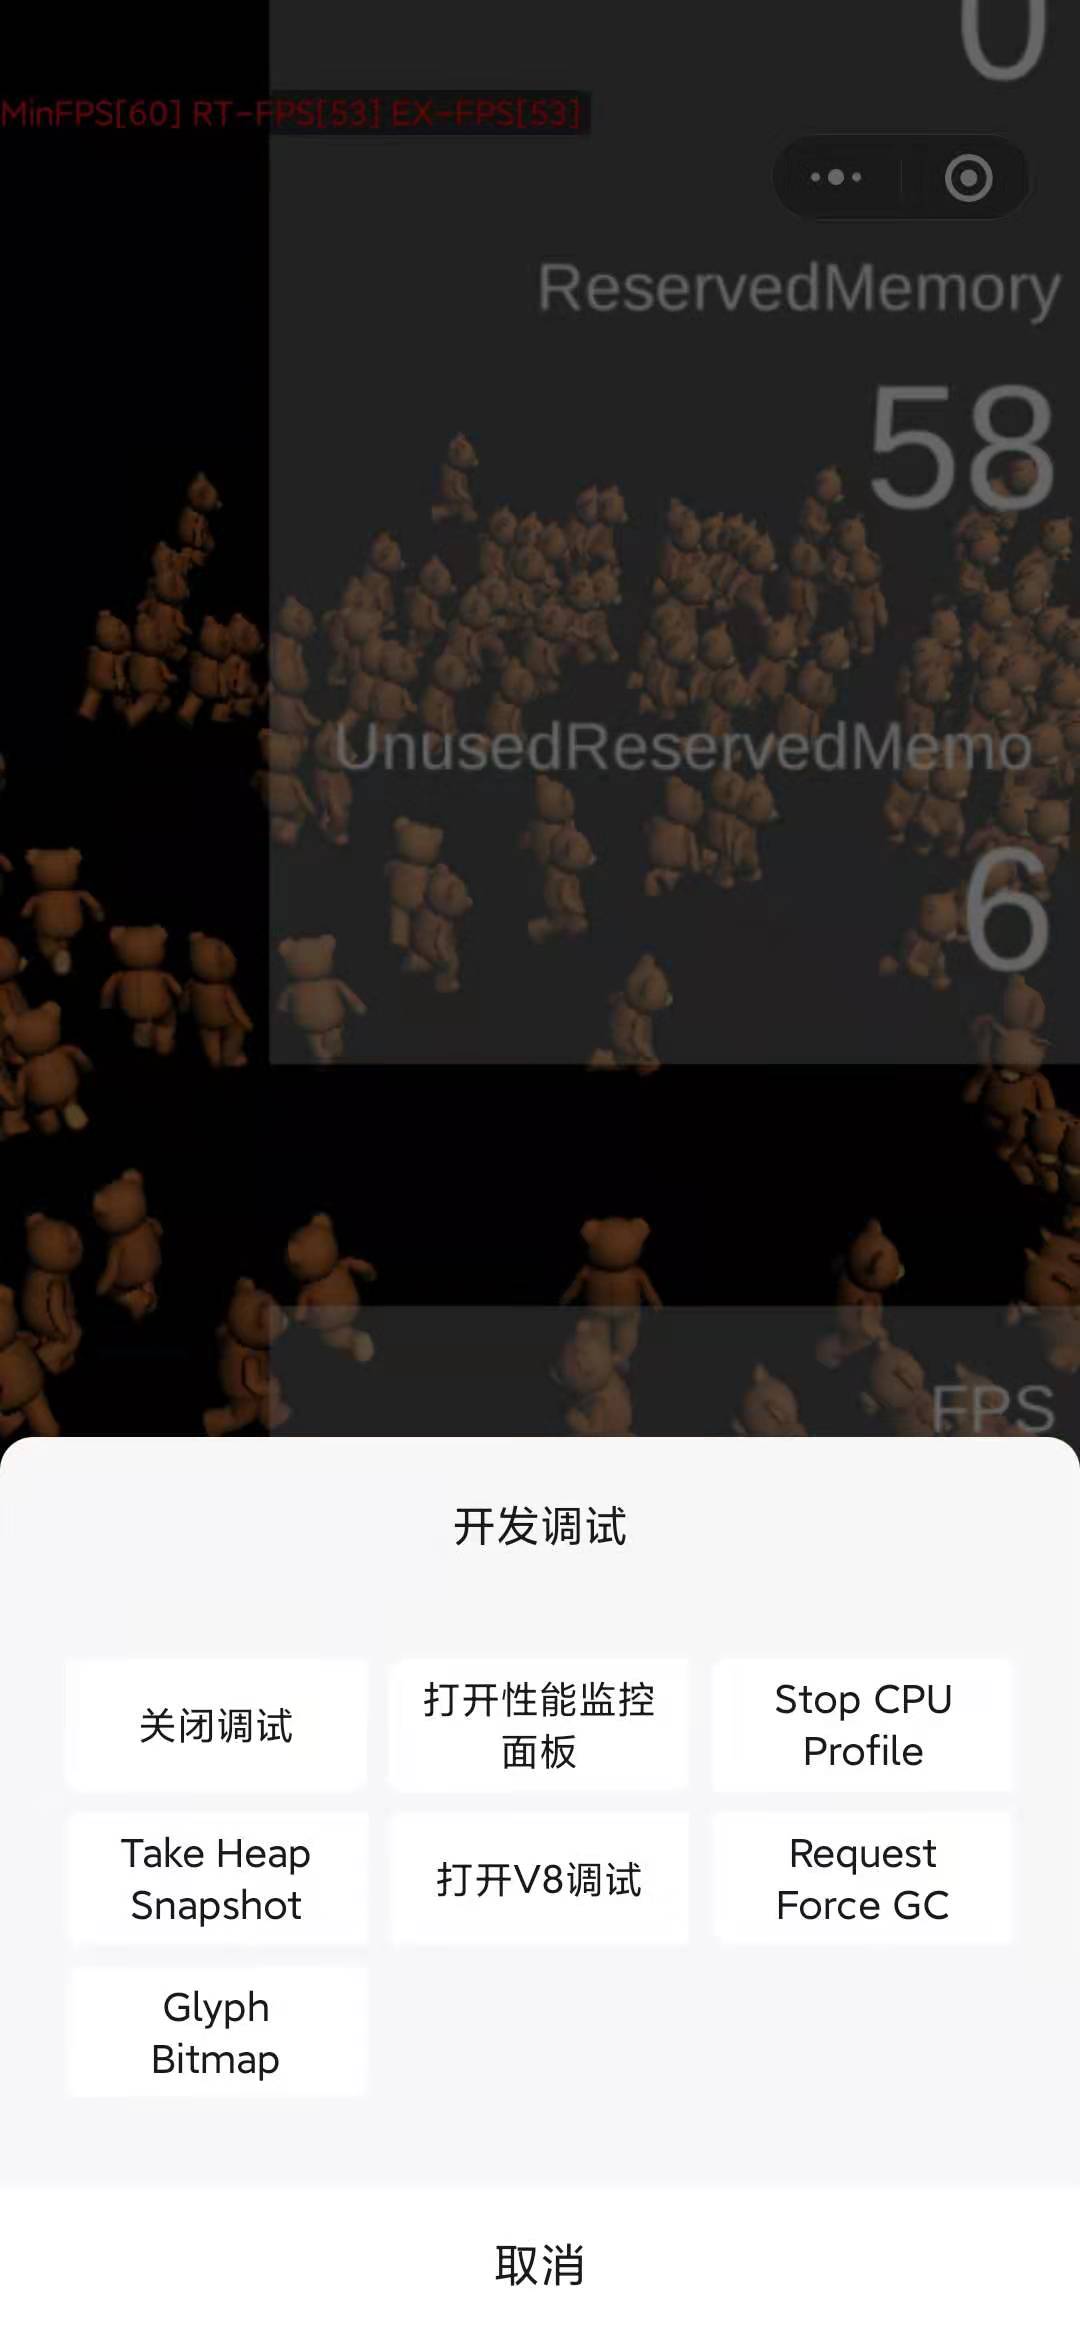 0
MinFPS[60] RT-FPS[53] EX-FPS[53]
ReservedMemory
58
UnusedReservedMemo
6
FPS
开发调试
关闭调试
打开性能监控
面板
Stop CPU
Profile
Take Heap
Snapshot
打开V8调试
Request
Force GC
Glyph
Bitmap
取消